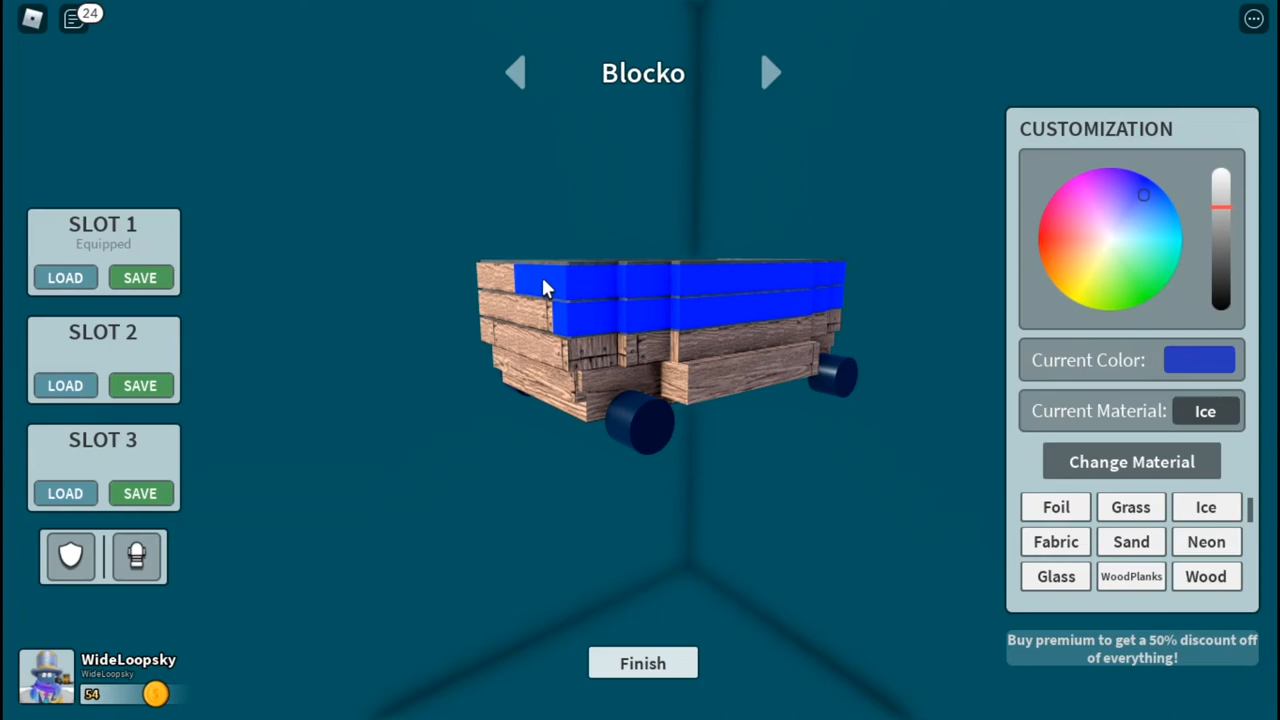 24
Blocko
SLOT 1
Equipped
LOAD
SAVE
SLOT 2
LOAD
SAVE
SLOT 3
LOAD
SAVE
WideLoopsky
WideLoopsky
54
Finish
CUSTOMIZATION
Current Color:
Current Material: Ice
Change Material
Foil Grass Ice
Fabric Sand Neon
Glass WoodPlanks Wood
Buy premium to get a 50% discount off
of everything!